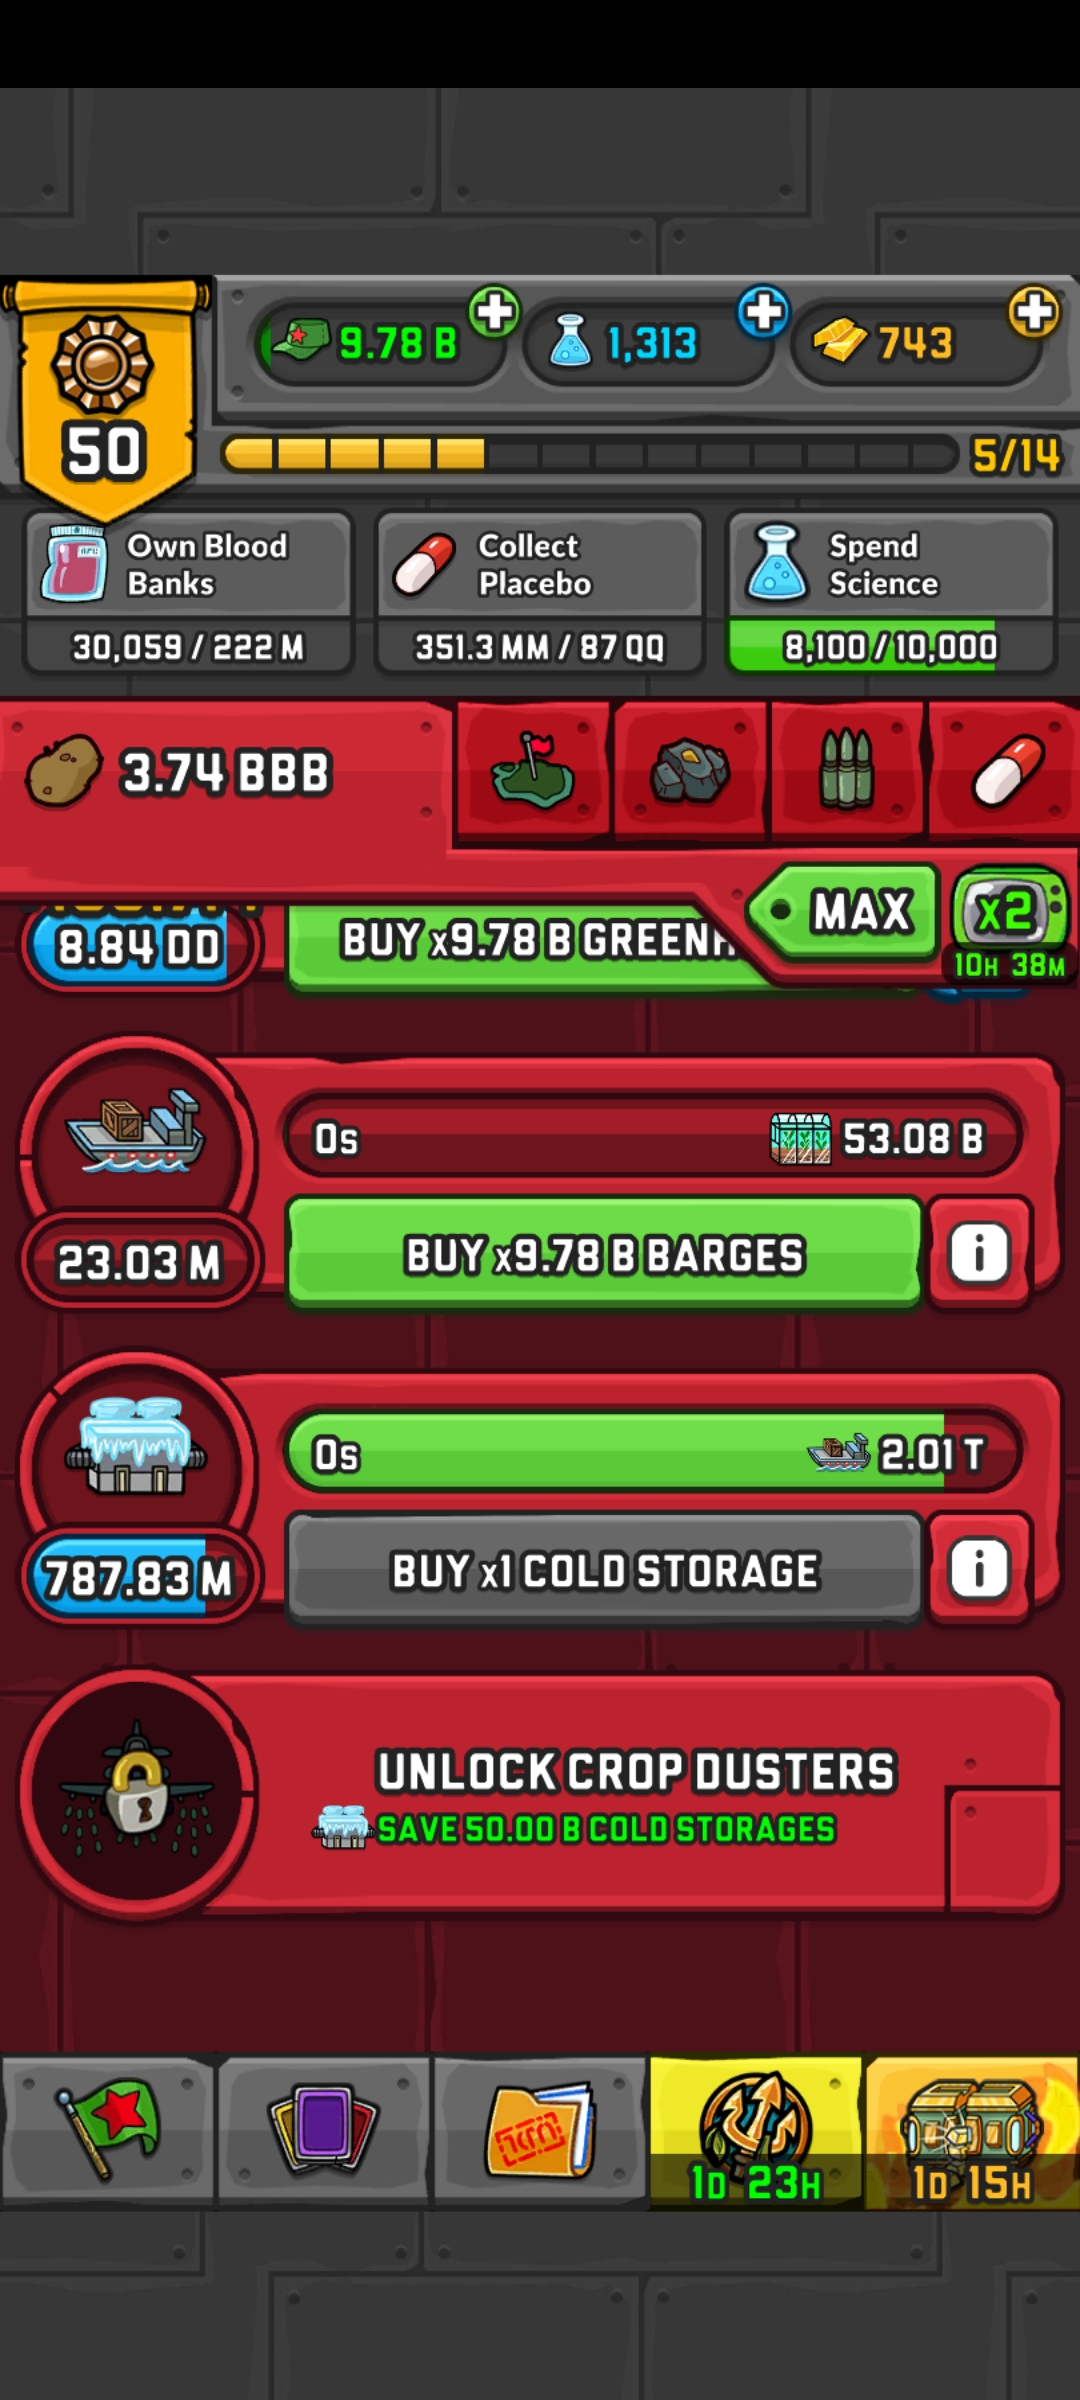 9.78 B
1,313
743
50
5/14
Own Blood
Banks
30,059 / 222 M
Collect
Placebo
351.3 MM / 87 QQ
Spend
Science
8,100 / 10,000
3.74 BBB
MAX
x2
10H 38M
8.84 DD
BUY x9.78 B
0s
53.08 B
23.03 M
BUY x9.78 B BARGES
i
0s
2.01 T
787.83 M
BUY x1 COLD STORAGE
i
UNLOCK CROP DUSTERS
SAVE 50.00 B COLD STORAGES
1D 23H
1D 15H